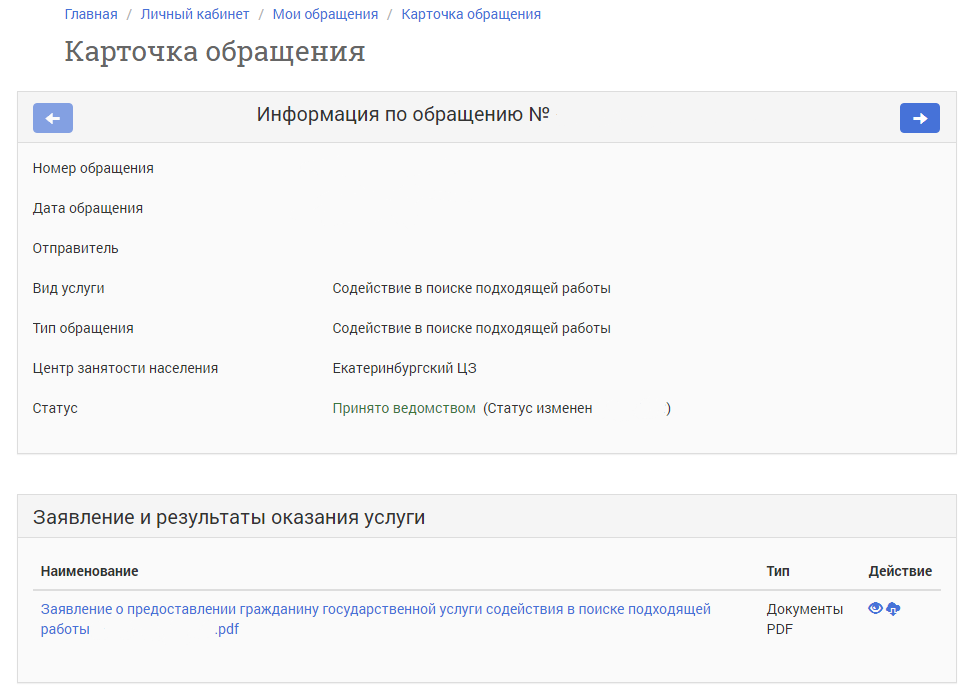 Главная / Личный кабинет / Мои обращения / Карточка обращения
Карточка обращения
Информация по обращению №
Номер обращения
Дата обращения
Отправитель
Вид услуги Содействие в поиске подходящей работы
Тип обращения Содействие в поиске подходящей работы
Центр занятости населения Екатеринбургский ЦЗ
Статус Принято ведомством (Статус изменен )
Заявление и результаты оказания услуги
Наименование Тип Действие
Заявление о предоставлении гражданину государственной услуги содействия в поиске подходящей Документы
работы .pdf PDF